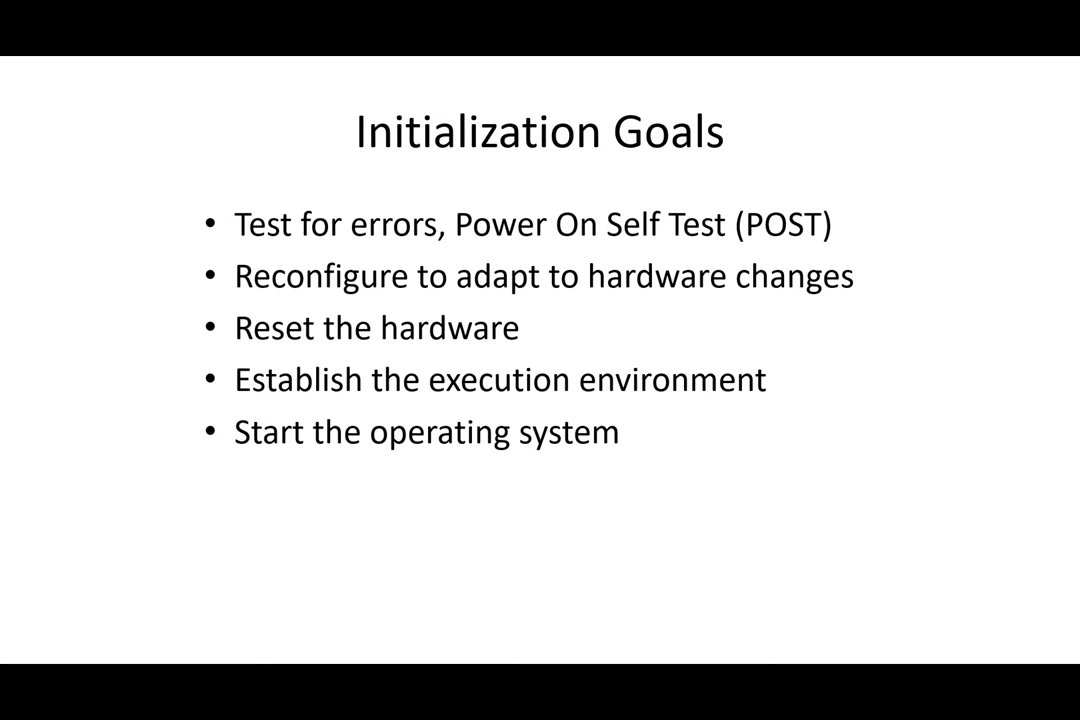 Initialization Goals
• Test for errors, Power On Self Test (POST)
• Reconfigure to adapt to hardware changes
• Reset the hardware
• Establish the execution environment
• Start the operating system